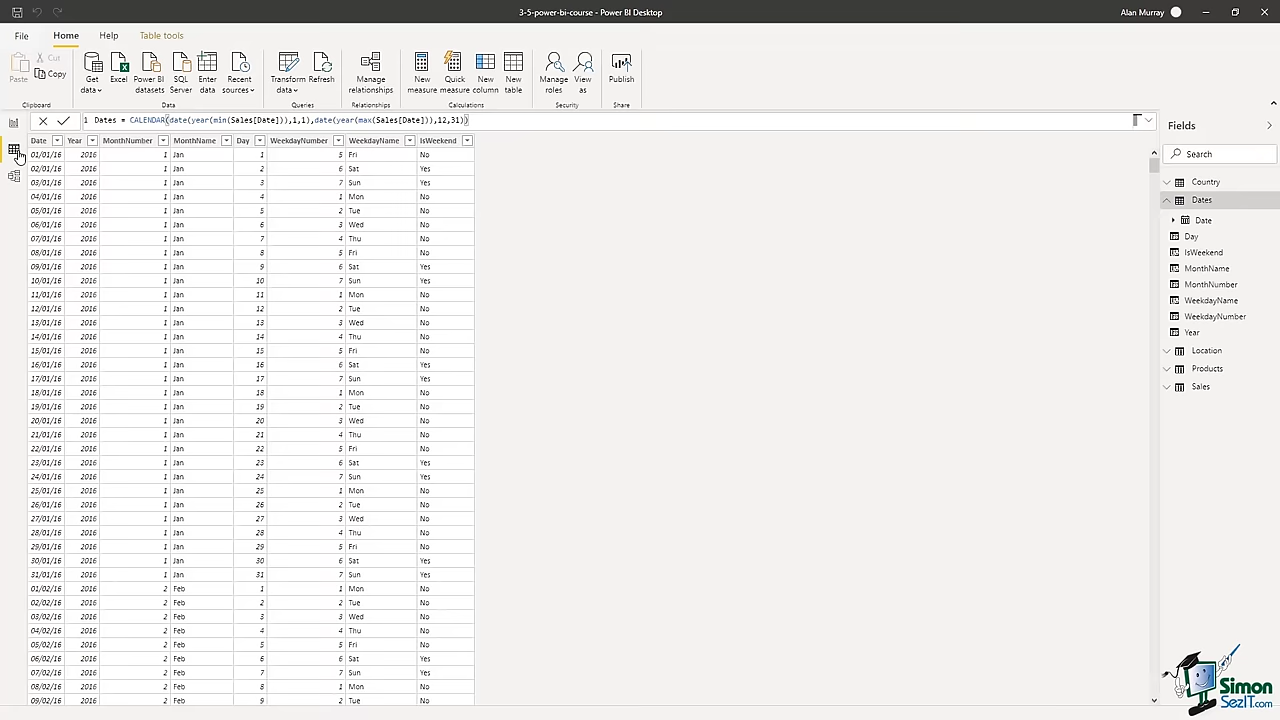 3-5-power-bi-course - Power BI Desktop
Alan Murray
File Home Help Table tools
Paste
Cut
Copy
Clipboard
Get data
Excel
Power BI datasets
SQL Server
Enter data
Recent sources
Data
Transform data
Refresh
Queries
Manage relationships
Relationships
New measure
Quick measure
New column
New table
Calculations
Manage roles
View as
Security
Publish
Share
1 Dates = CALENDAR(date(year(min(Sales[Date])),1,1),date(year(max(Sales[Date])),12,31))
Date Year MonthNumber MonthName Day WeekdayNumber WeekdayName IsWeekend
01/01/16 2016 1 Jan 1 5 Fri No
02/01/16 2016 1 Jan 2 6 Sat Yes
03/01/16 2016 1 Jan 3 7 Sun Yes
04/01/16 2016 1 Jan 4 1 Mon No
05/01/16 2016 1 Jan 5 2 Tue No
06/01/16 2016 1 Jan 6 3 Wed No
07/01/16 2016 1 Jan 7 4 Thu No
08/01/16 2016 1 Jan 8 5 Fri No
09/01/16 2016 1 Jan 9 6 Sat Yes
10/01/16 2016 1 Jan 10 7 Sun Yes
11/01/16 2016 1 Jan 11 1 Mon No
12/01/16 2016 1 Jan 12 2 Tue No
13/01/16 2016 1 Jan 13 3 Wed No
14/01/16 2016 1 Jan 14 4 Thu No
15/01/16 2016 1 Jan 15 5 Fri No
16/01/16 2016 1 Jan 16 6 Sat Yes
17/01/16 2016 1 Jan 17 7 Sun Yes
18/01/16 2016 1 Jan 18 1 Mon No
19/01/16 2016 1 Jan 19 2 Tue No
20/01/16 2016 1 Jan 20 3 Wed No
21/01/16 2016 1 Jan 21 4 Thu No
22/01/16 2016 1 Jan 22 5 Fri No
23/01/16 2016 1 Jan 23 6 Sat Yes
24/01/16 2016 1 Jan 24 7 Sun Yes
25/01/16 2016 1 Jan 25 1 Mon No
26/01/16 2016 1 Jan 26 2 Tue No
27/01/16 2016 1 Jan 27 3 Wed No
28/01/16 2016 1 Jan 28 4 Thu No
29/01/16 2016 1 Jan 29 5 Fri No
30/01/16 2016 1 Jan 30 6 Sat Yes
31/01/16 2016 1 Jan 31 7 Sun Yes
01/02/16 2016 2 Feb 1 1 Mon No
02/02/16 2016 2 Feb 2 2 Tue No
03/02/16 2016 2 Feb 3 3 Wed No
04/02/16 2016 2 Feb 4 4 Thu No
05/02/16 2016 2 Feb 5 5 Fri No
06/02/16 2016 2 Feb 6 6 Sat Yes
07/02/16 2016 2 Feb 7 7 Sun Yes
08/02/16 2016 2 Feb 8 1 Mon No
09/02/16 2016 2 Feb 9 2 Tue No
Fields
Search
Country
Dates
Date
Day
IsWeekend
MonthName
MonthNumber
WeekdayName
WeekdayNumber
Year
Location
Products
Sales
Simon
SezIT.com